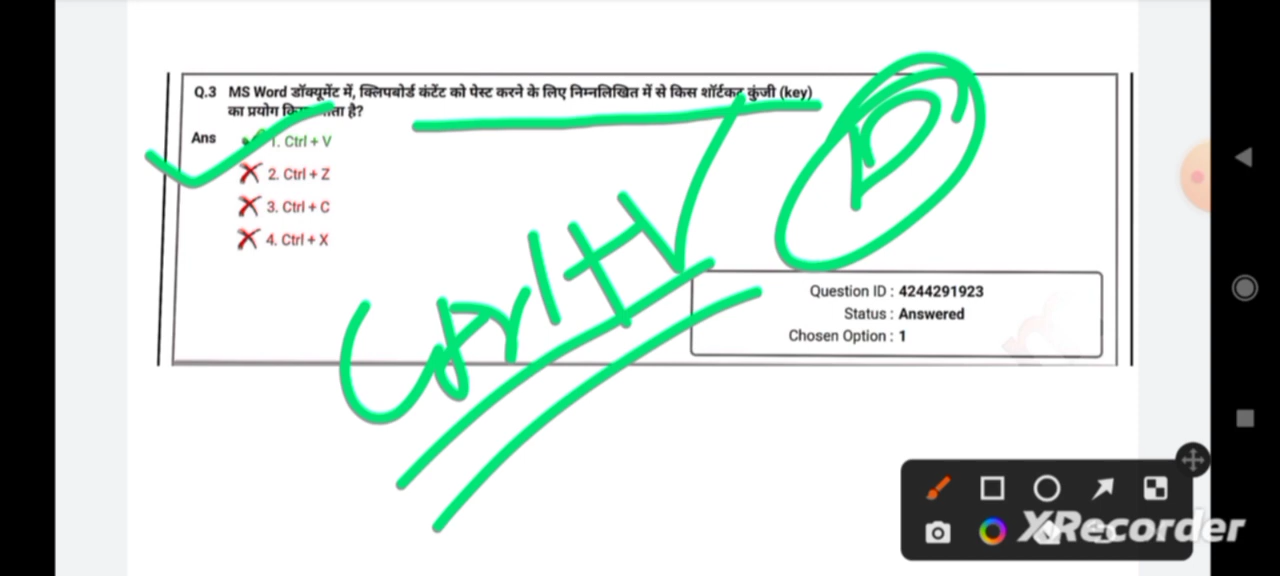 Q.3 MS Word डॉक्यूमेंट में, क्लिपबोर्ड कंटेंट को पेस्ट करने के लिए निम्नलिखित में से किस शॉर्टकट कुंजी (key)
का प्रयोग किया जाता है?
Ans 1. Ctrl + V
2. Ctrl + Z
3. Ctrl + C
4. Ctrl + X
Ctrl+V
Question ID : 4244291923
Status : Answered
Chosen Option : 1
XRecorder